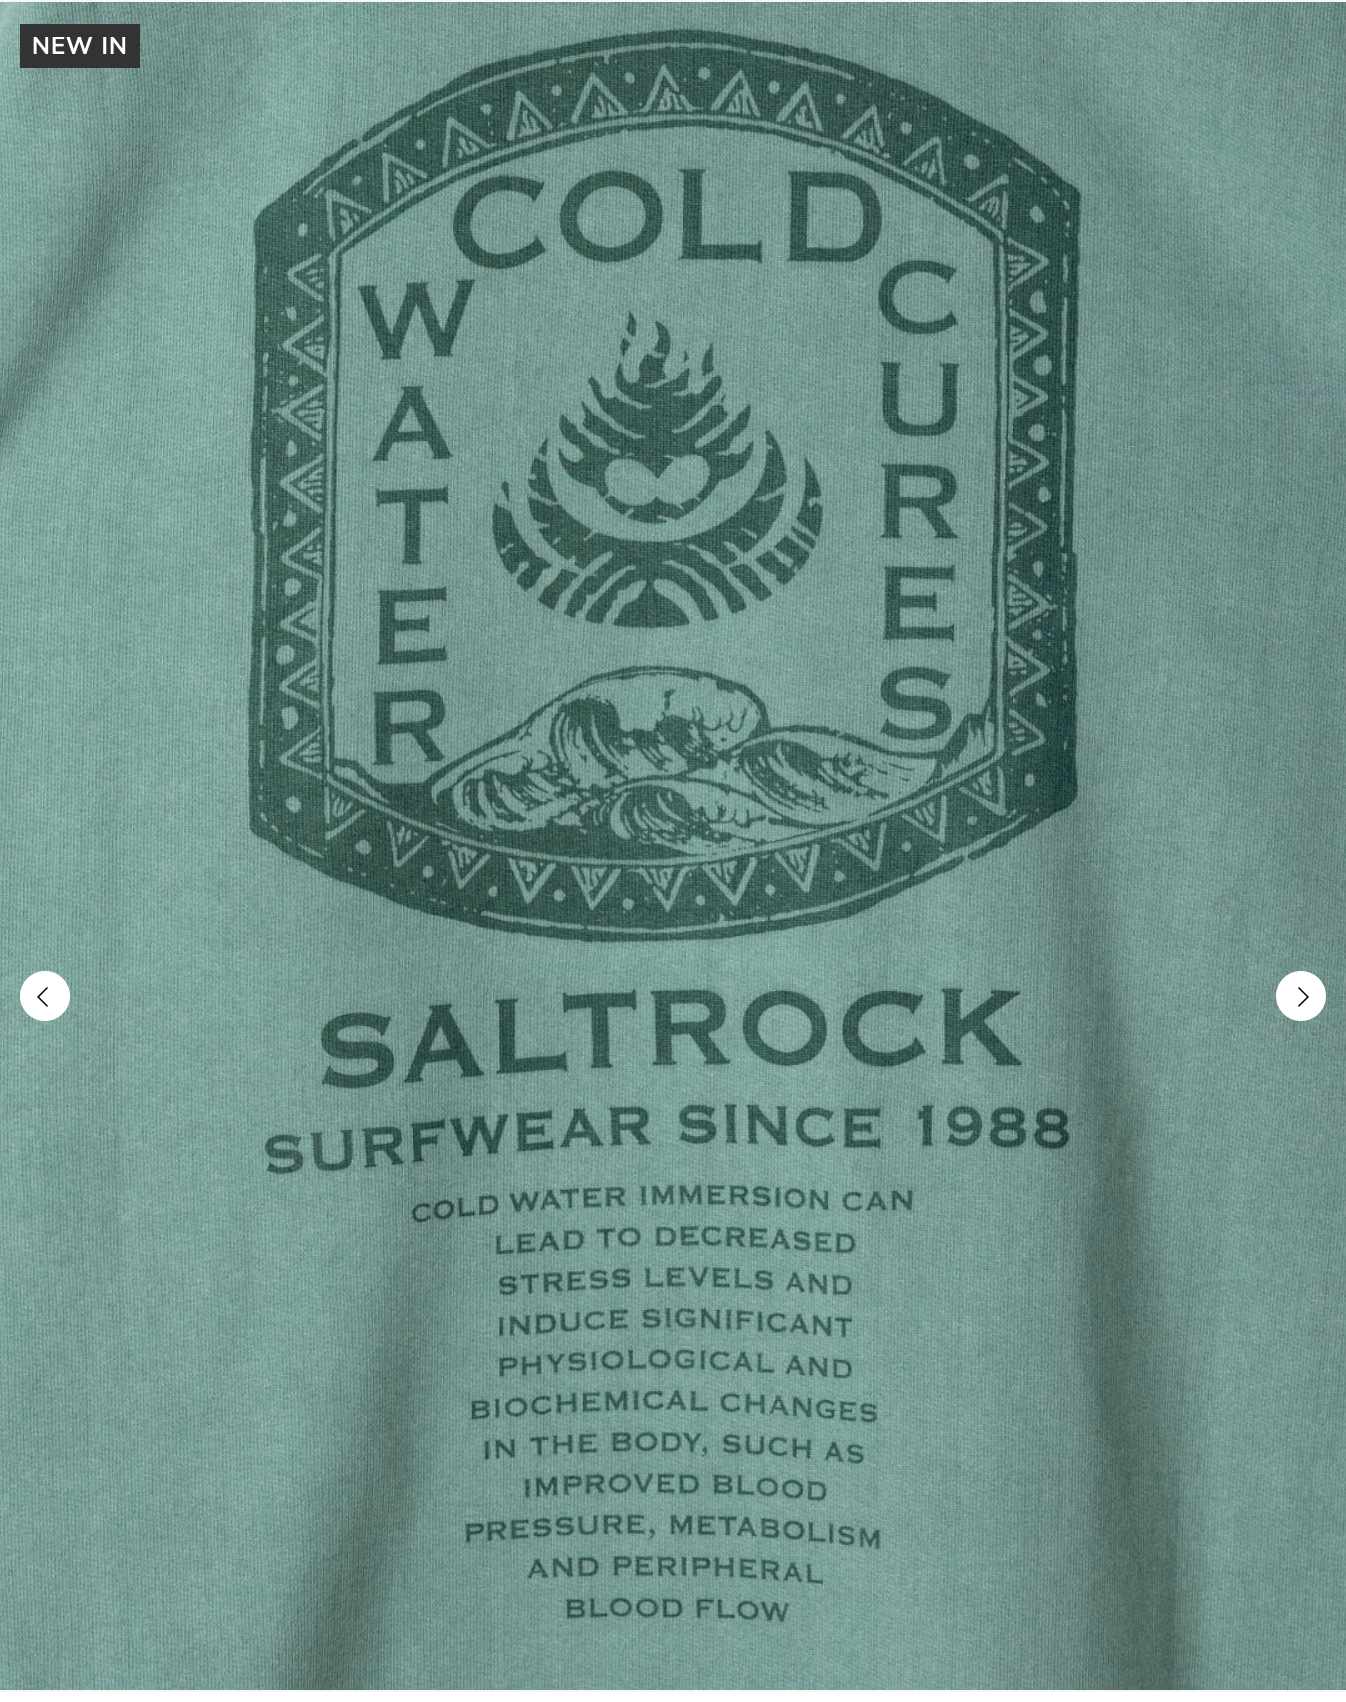 NEW IN
COLD
WATER
CURES
SALTROCK
SURFWEAR SINCE 1988
COLD WATER IMMERSION CAN
LEAD TO DECREASED
STRESS LEVELS AND
INDUCE SIGNIFICANT
PHYSIOLOGICAL AND
BIOCHEMICAL CHANGES
IN THE BODY, SUCH AS
IMPROVED BLOOD
PRESSURE, METABOLISM
AND PERIPHERAL
BLOOD FLOW